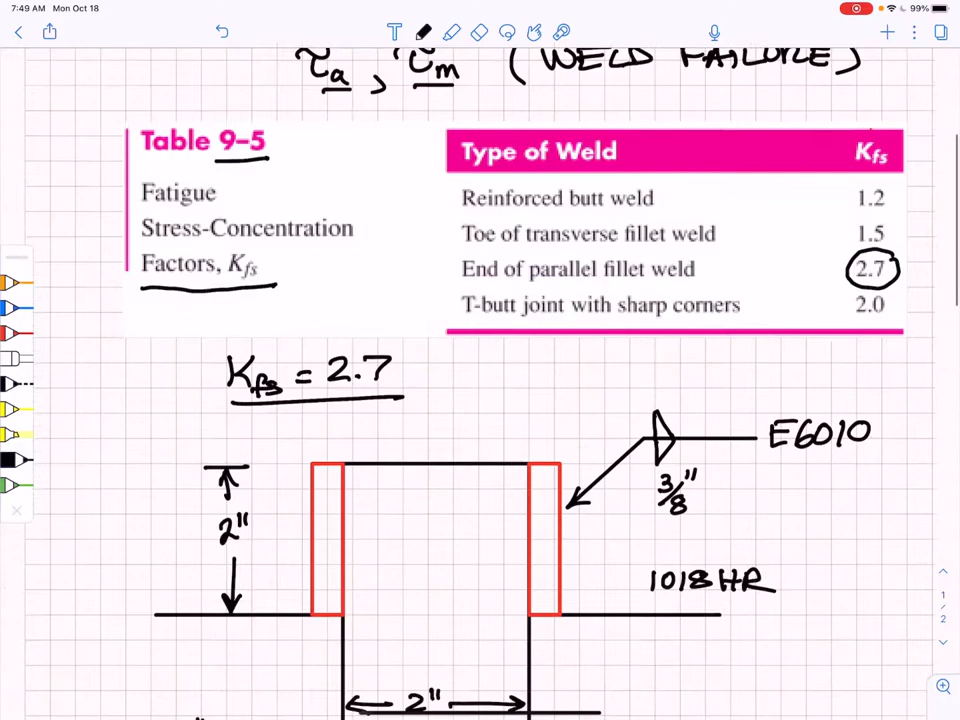 7:49 AM Mon Oct 18
99%
τa, τm (WELD FAILURE)
Table 9–5
Fatigue
Stress-Concentration
Factors, Kfs
Type of Weld Kfs
Reinforced butt weld 1.2
Toe of transverse fillet weld 1.5
End of parallel fillet weld 2.7
T-butt joint with sharp corners 2.0
Kfs = 2.7
E6010
3/8"
2"
1018 HR
2"
1
/
2